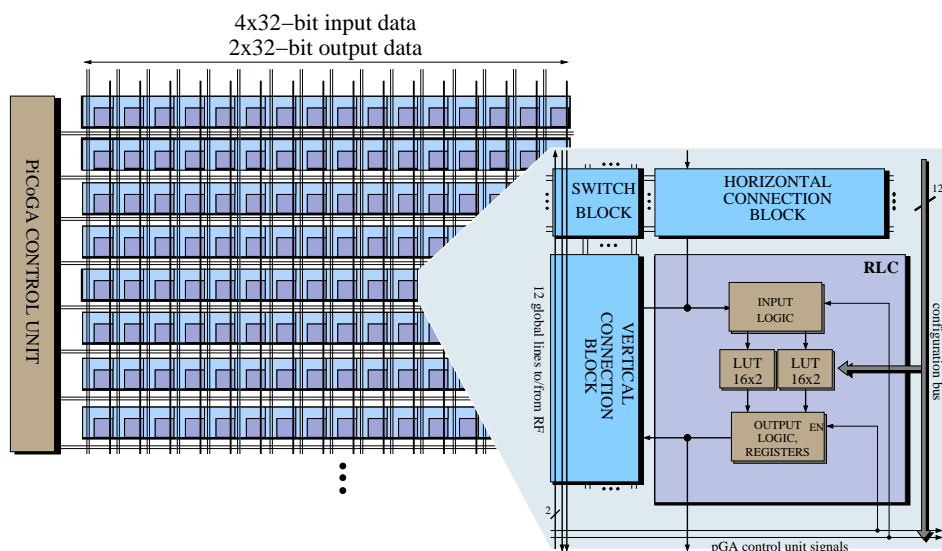 4x32−bit input data
2x32−bit output data
PiCoGA CONTROL UNIT
SWITCH
BLOCK
HORIZONTAL
CONNECTION
BLOCK
12
RLC
12 global lines to/from RF
VERTICAL
CONNECTION
BLOCK
INPUT
LOGIC
LUT
16x2
LUT
16x2
OUTPUT
LOGIC,
REGISTERS
EN
configuration bus
2
pGA control unit signals